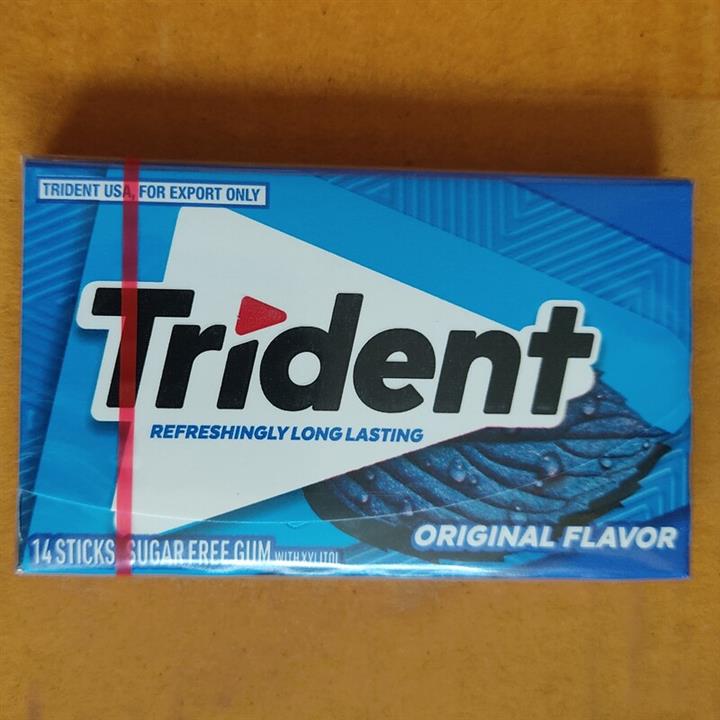 TRIDENT USA, FOR EXPORT ONLY
Trident
REFRESHINGLY LONG LASTING
ORIGINAL FLAVOR
14 STICKS SUGAR FREE GUM WITH XYLITOL